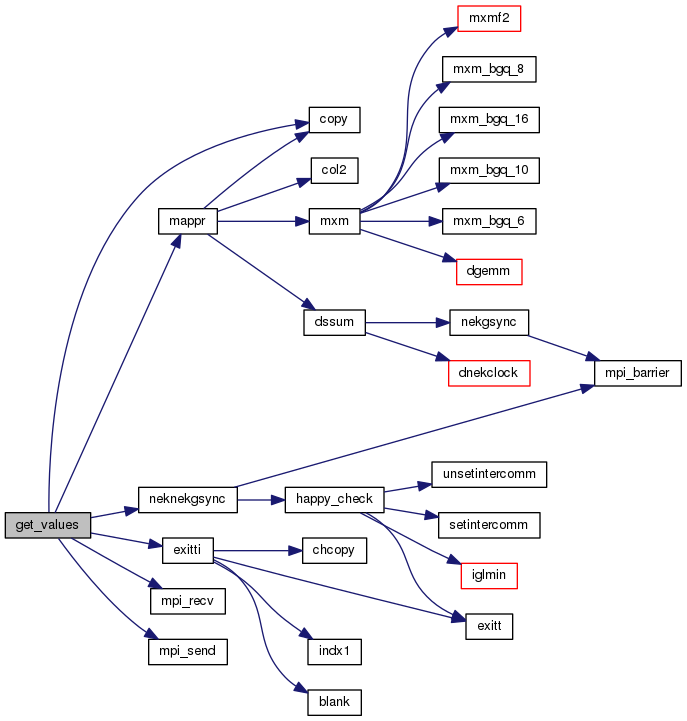 mxmf2
mxm_bgq_8
copy
mxm_bgq_16
col2
mxm_bgq_10
mappr
mxm
mxm_bgq_6
dgemm
dssum
nekgsync
dnekclock
mpi_barrier
unsetintercomm
neknekgsync
happy_check
get_values
setintercomm
exitti
chcopy
iglmin
mpi_recv
exitt
mpi_send
indx1
blank